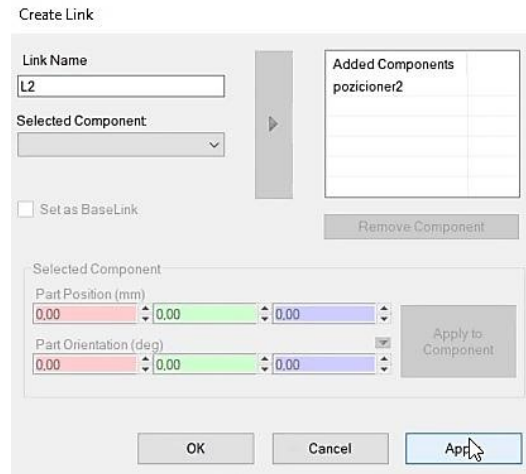 Create Link
Link Name
L2
Selected Component
Set as BaseLink
Added Components
pozicioner2
Remove Component
Selected Component
Part Position (mm)
0,00 0,00 0,00
Part Orientation (deg)
0,00 0,00 0,00
Apply to
Component
OK Cancel